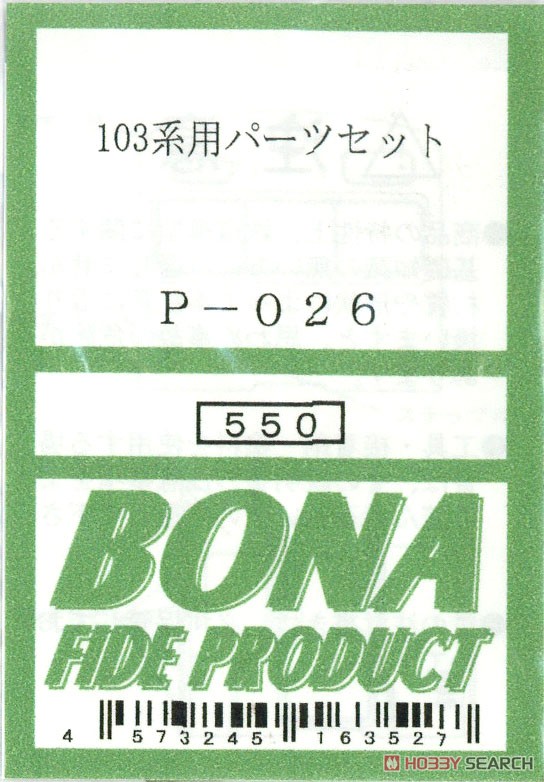 103系用パーツセット
P－026
550
BONA
FIDE PRODUCT
4 573245 163527
HOBBY SEARCH